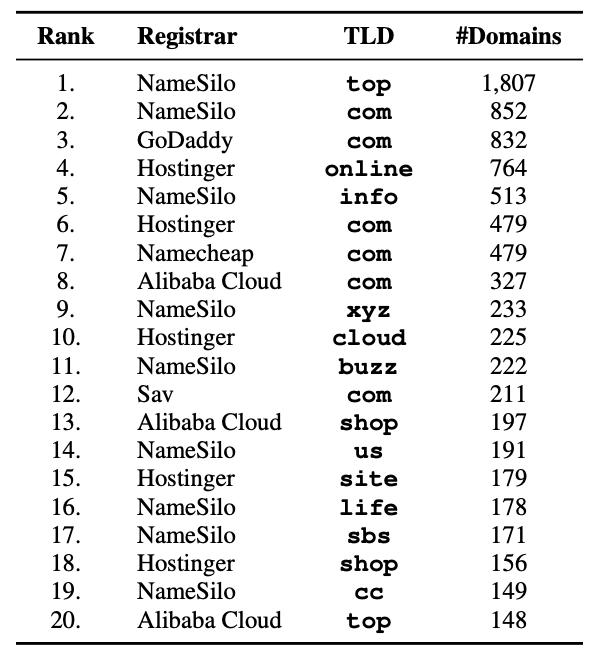 Rank Registrar TLD #Domains
1. NameSilo top 1,807
2. NameSilo com 852
3. GoDaddy com 832
4. Hostinger online 764
5. NameSilo info 513
6. Hostinger com 479
7. Namecheap com 479
8. Alibaba Cloud com 327
9. NameSilo xyz 233
10. Hostinger cloud 225
11. NameSilo buzz 222
12. Sav com 211
13. Alibaba Cloud shop 197
14. NameSilo us 191
15. Hostinger site 179
16. NameSilo life 178
17. NameSilo sbs 171
18. Hostinger shop 156
19. NameSilo cc 149
20. Alibaba Cloud top 148